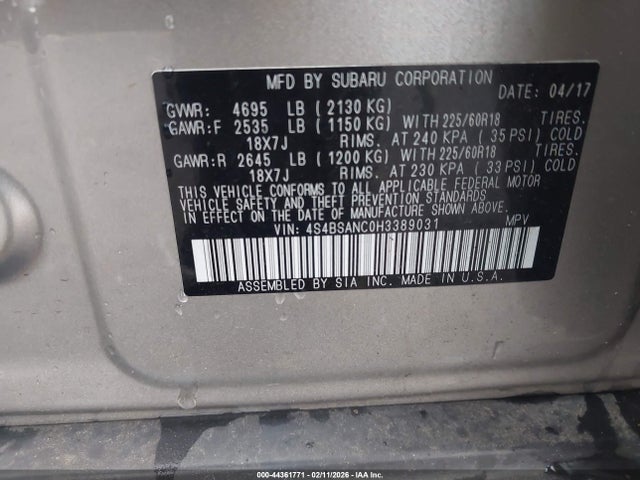 MFD BY SUBARU CORPORATION
DATE: 04/17
GVWR: 4695 LB ( 2130 KG)
GAWR:F 2535 LB ( 1150 KG) WITH 225/60R18 TIRES.
18X7J RIMS. AT 240 KPA ( 35 PSI) COLD
GAWR:R 2645 LB ( 1200 KG) WITH 225/60R18 TIRES.
18X7J RIMS. AT 230 KPA ( 33 PSI) COLD
THIS VEHICLE CONFORMS TO ALL APPLICABLE FEDERAL MOTOR
VEHICLE SAFETY AND BUMPER STANDARDS IN EFFECT ON THE
DATE OF MANUFACTURE SHOWN ABOVE.
VIN: 4S4BSANC0H3389031 MPV
ASSEMBLED BY SIA INC. MADE IN U.S.A.
000-44361771 - 02/11/2026 - IAA Inc.